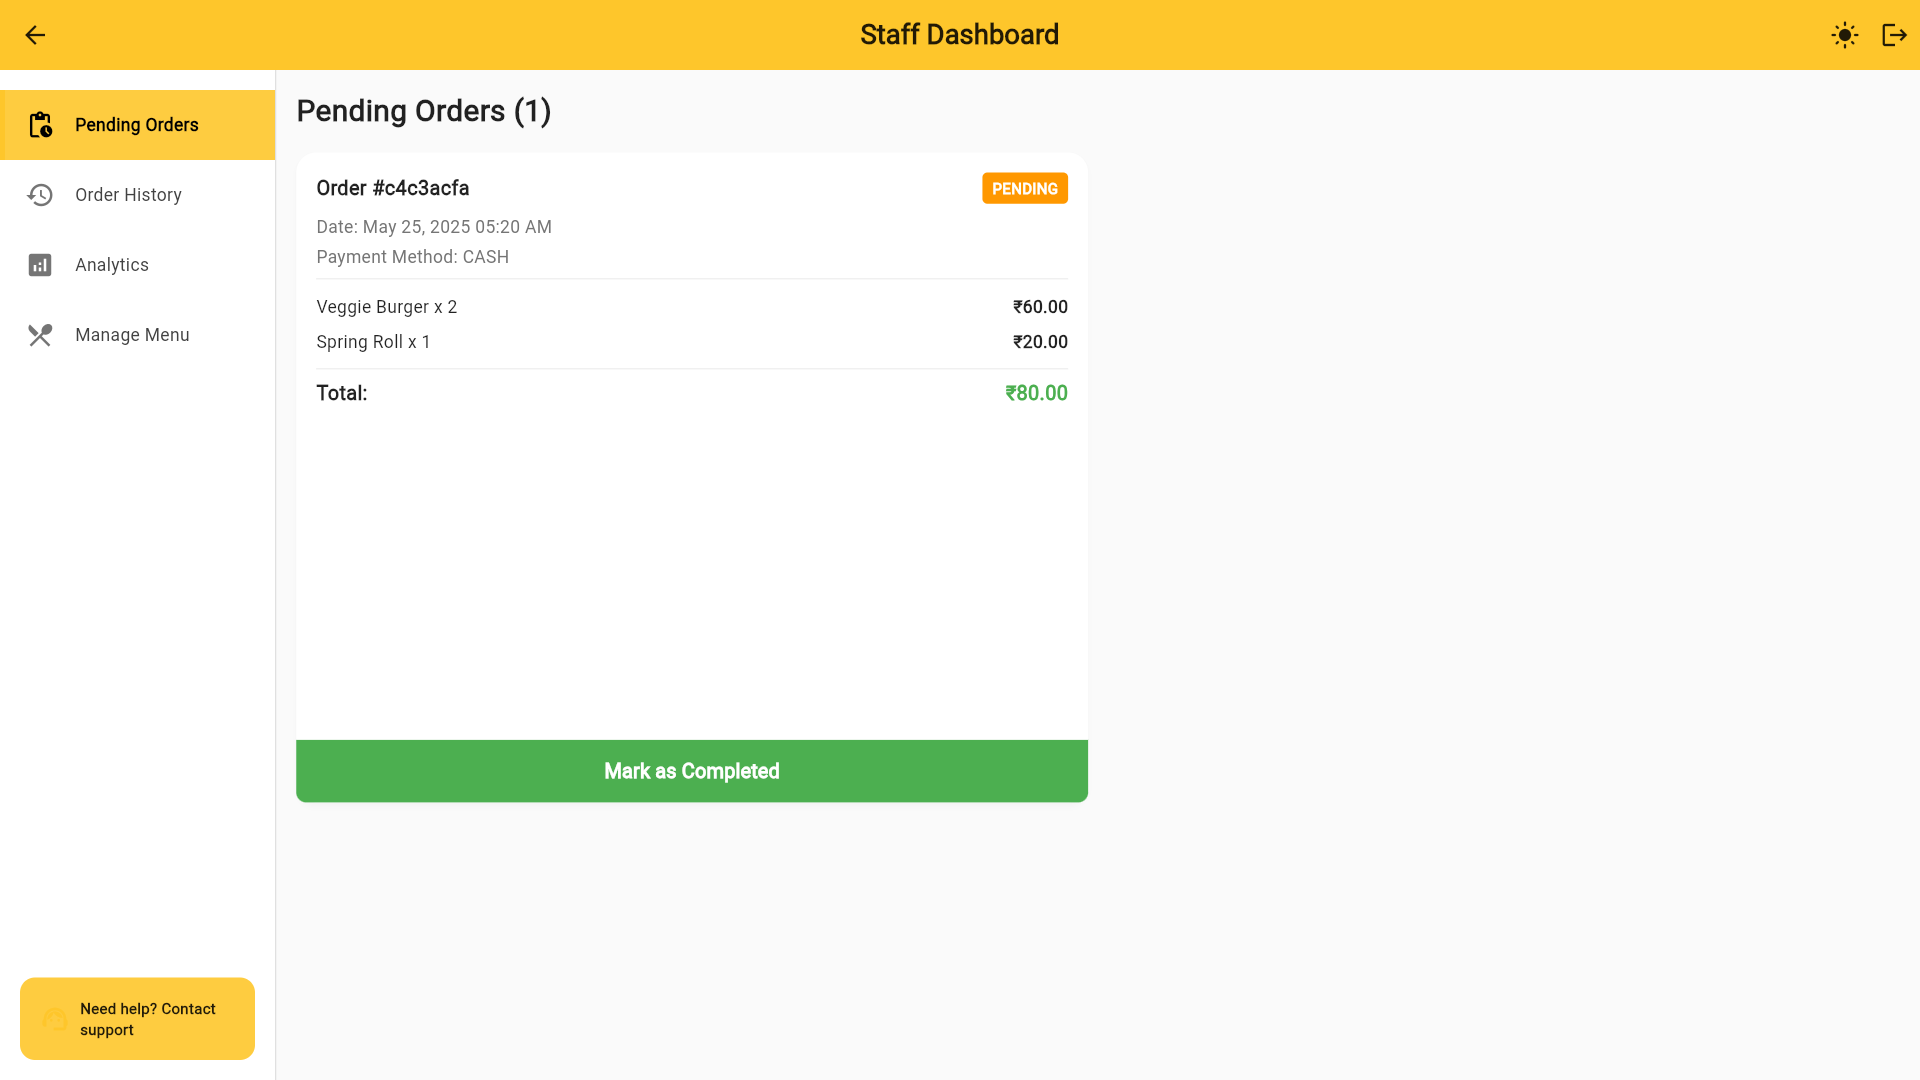 Staff Dashboard
Pending Orders
Order History
Analytics
Manage Menu
Need help? Contact
support
Pending Orders (1)
Order #c4c3acfa
PENDING
Date: May 25, 2025 05:20 AM
Payment Method: CASH
Veggie Burger x 2 ₹60.00
Spring Roll x 1 ₹20.00
Total: ₹80.00
Mark as Completed